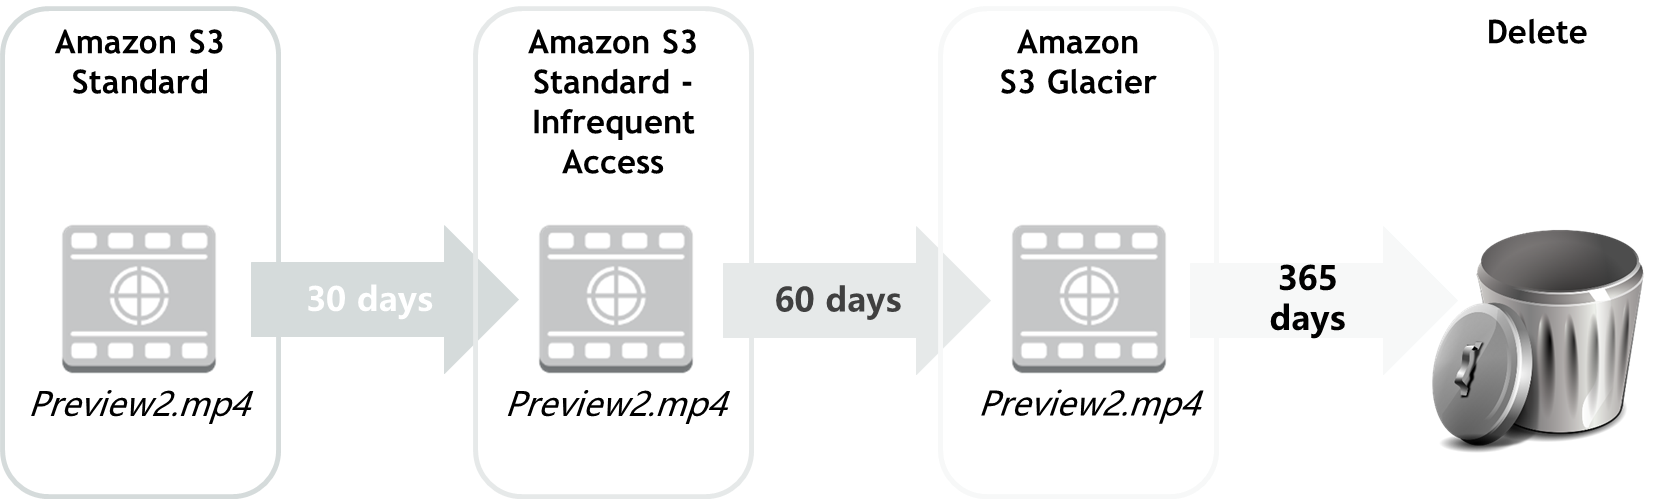 Amazon S3
Standard
Preview2.mp4
30 days
Amazon S3
Standard -
Infrequent
Access
Preview2.mp4
60 days
Amazon
S3 Glacier
Preview2.mp4
365
days
Delete